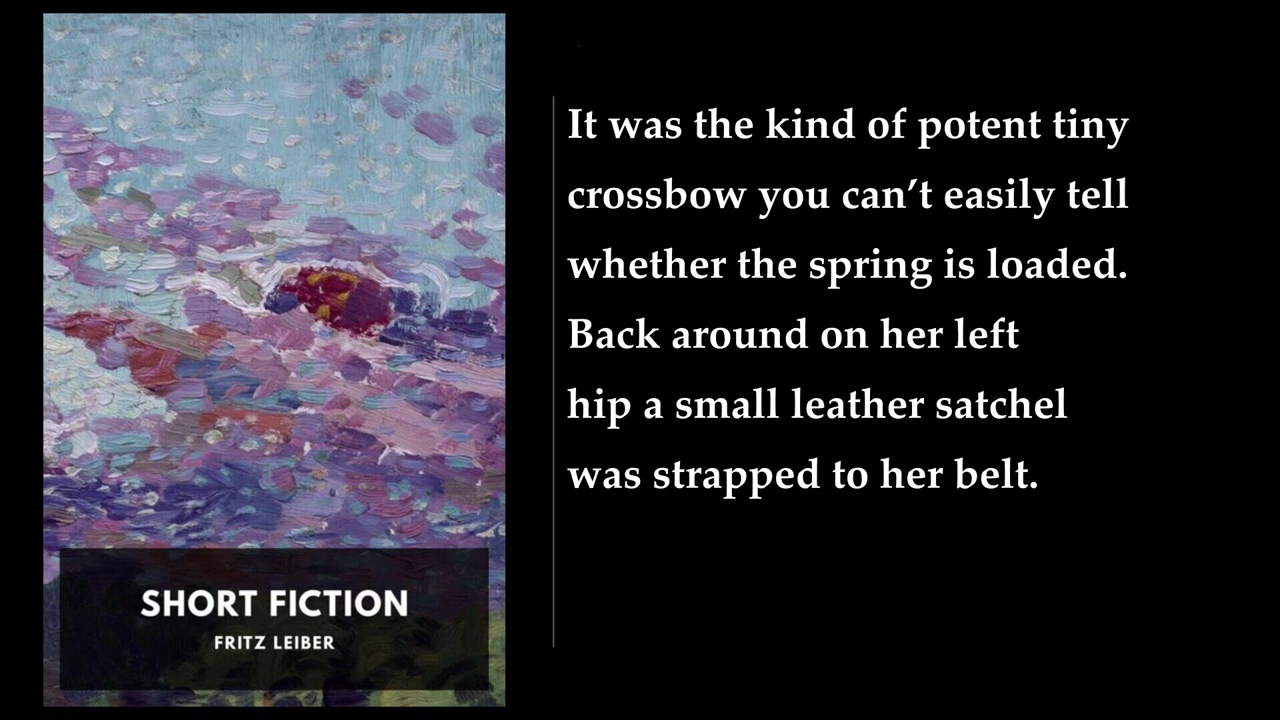 SHORT FICTION
FRITZ LEIBER
It was the kind of potent tiny
crossbow you can’t easily tell
whether the spring is loaded.
Back around on her left
hip a small leather satchel
was strapped to her belt.